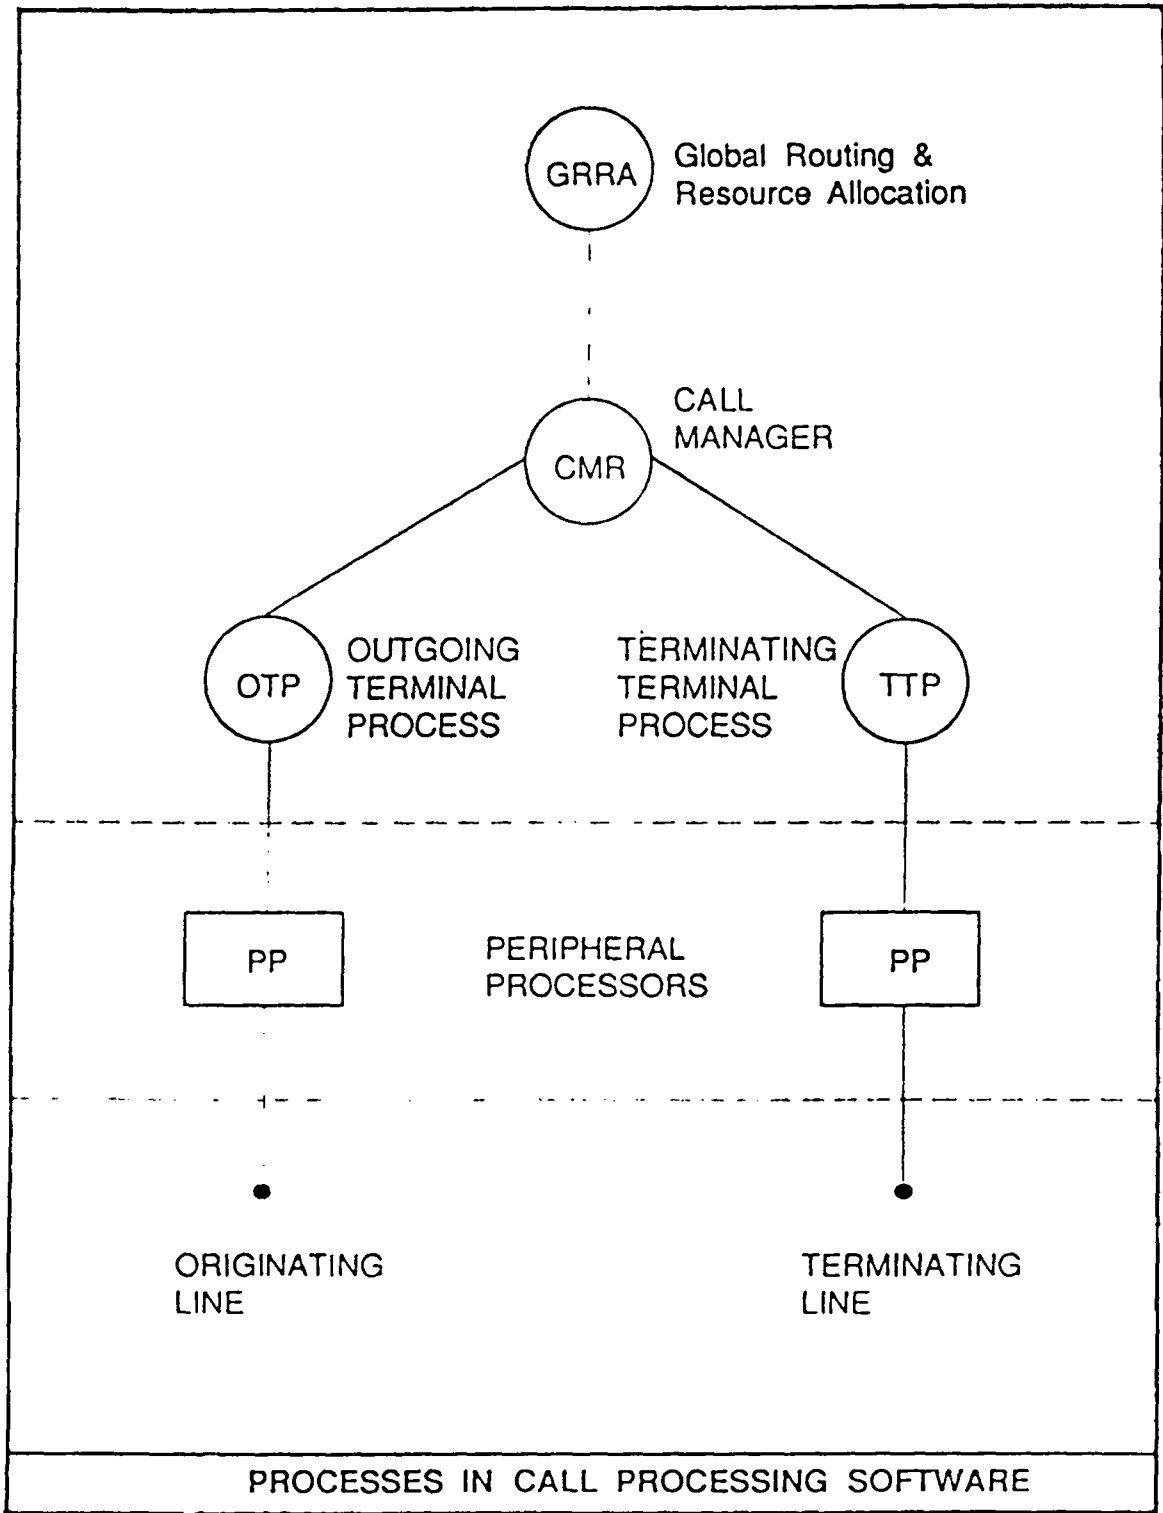 GRRA
Global Routing &
Resource Allocation
CALL
MANAGER
CMR
OTP
OUTGOING
TERMINAL
PROCESS
TERMINATING
TERMINAL
PROCESS
TTP
PP
PERIPHERAL
PROCESSORS
PP
ORIGINATING
LINE
TERMINATING
LINE
PROCESSES IN CALL PROCESSING SOFTWARE